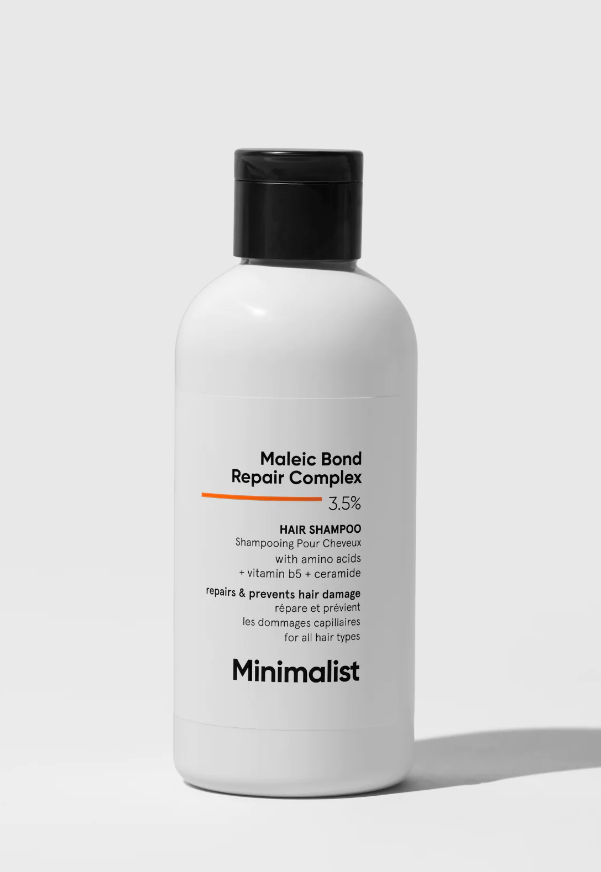 Maleic Bond
Repair Complex
3.5%
HAIR SHAMPOO
Shampooing Pour Cheveux
with amino acids
+ vitamin b5 + ceramide
repairs & prevents hair damage
répare et prévient
les dommages capiliaires
for all hair types
Minimalist